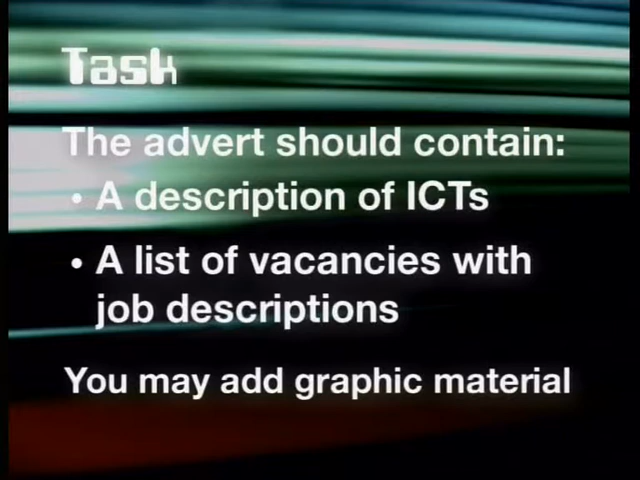 Task
The advert should contain:
• A description of ICTs
• A list of vacancies with
job descriptions
You may add graphic material